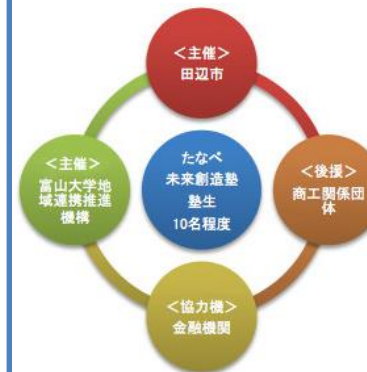 <主催>
田辺市
<主催>
富山大学地
域連携推進
機構
たなべ
未来創造塾
塾生
10名程度
<後援>
商工関係団
体
<協力機>
金融機関